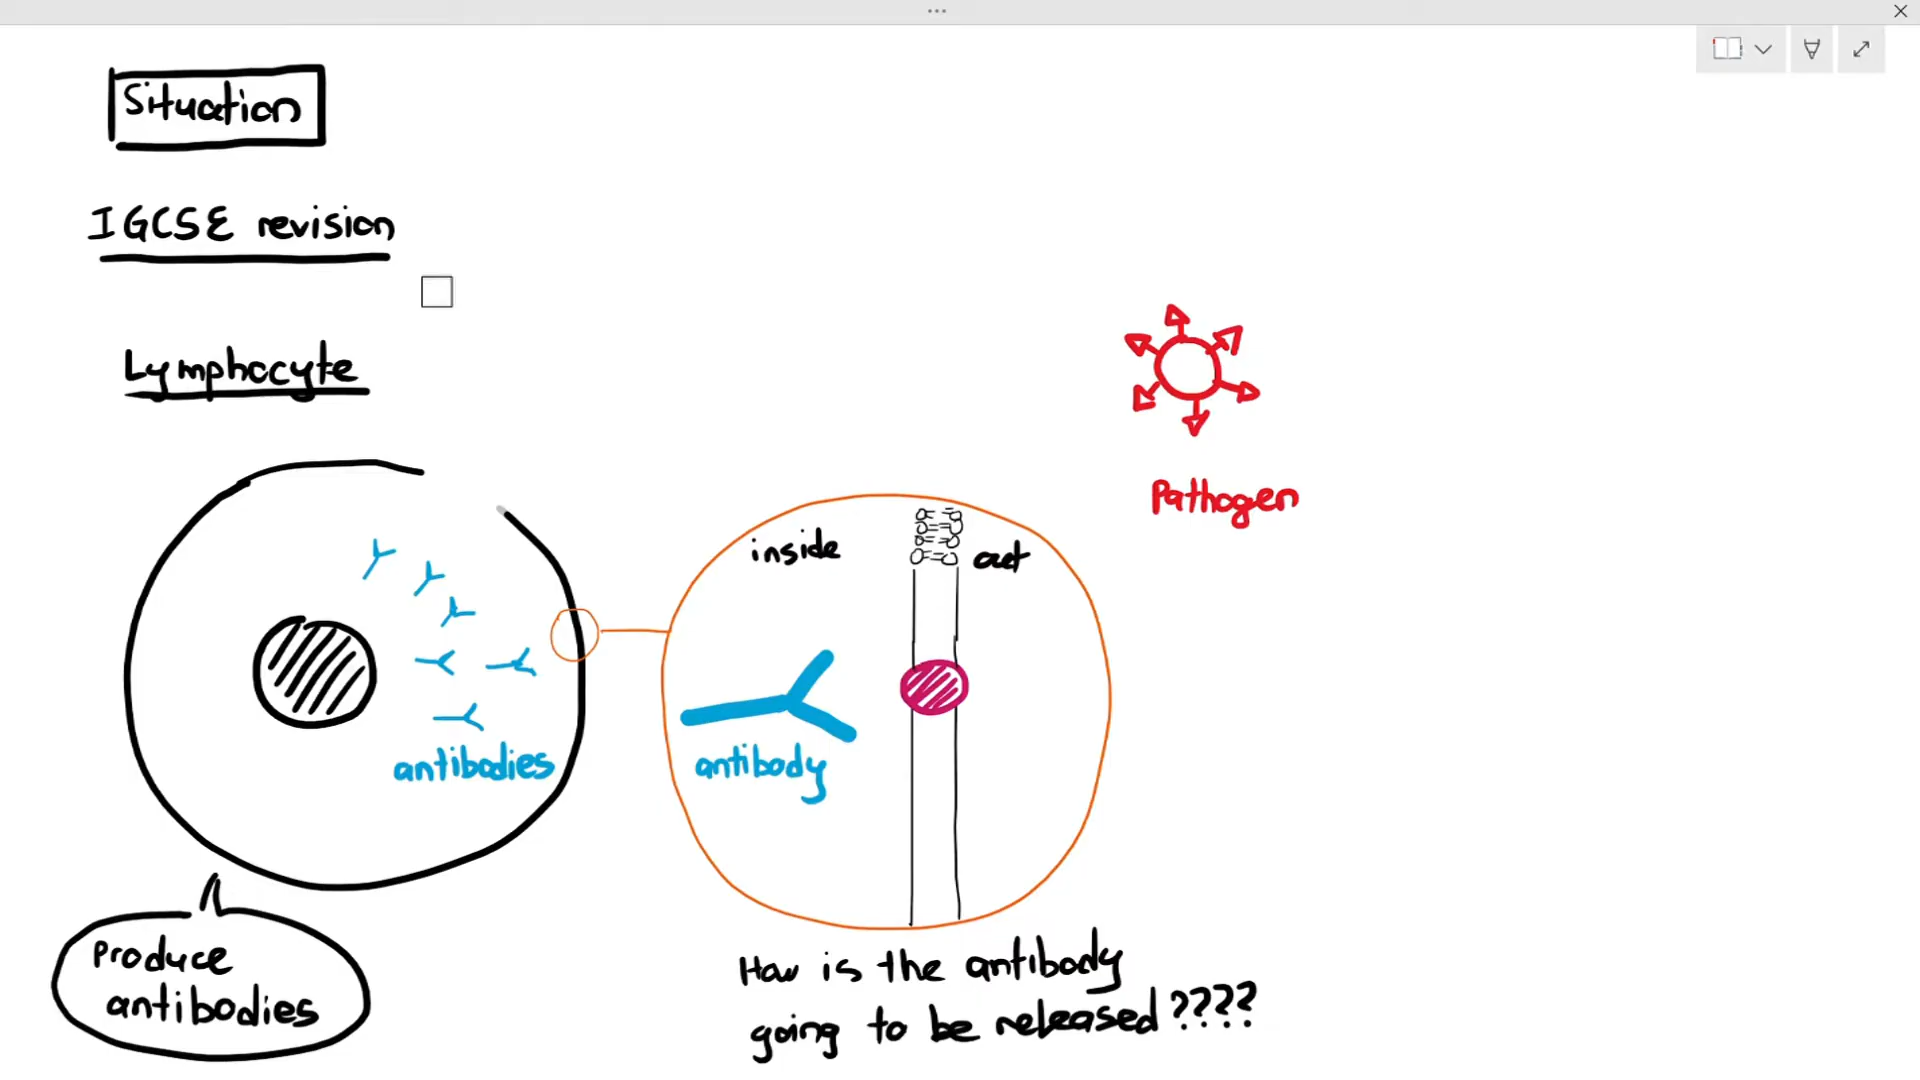 Situation
IGCSE revision
Lymphocyte
Pathogen
inside
out
antibodies
antibody
Produce
antibodies
How is the antibody
going to be released????